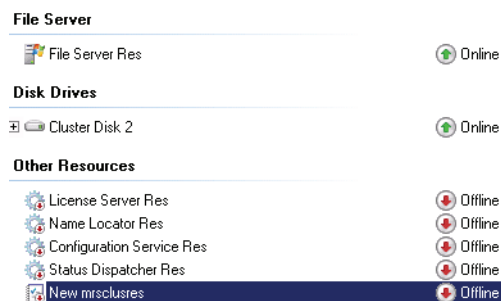 File Server
File Server Res Online
Disk Drives
Cluster Disk 2 Online
Other Resources
License Server Res Offline
Name Locator Res Offline
Configuration Service Res Offline
Status Dispatcher Res Offline
New mrsclusres Offline